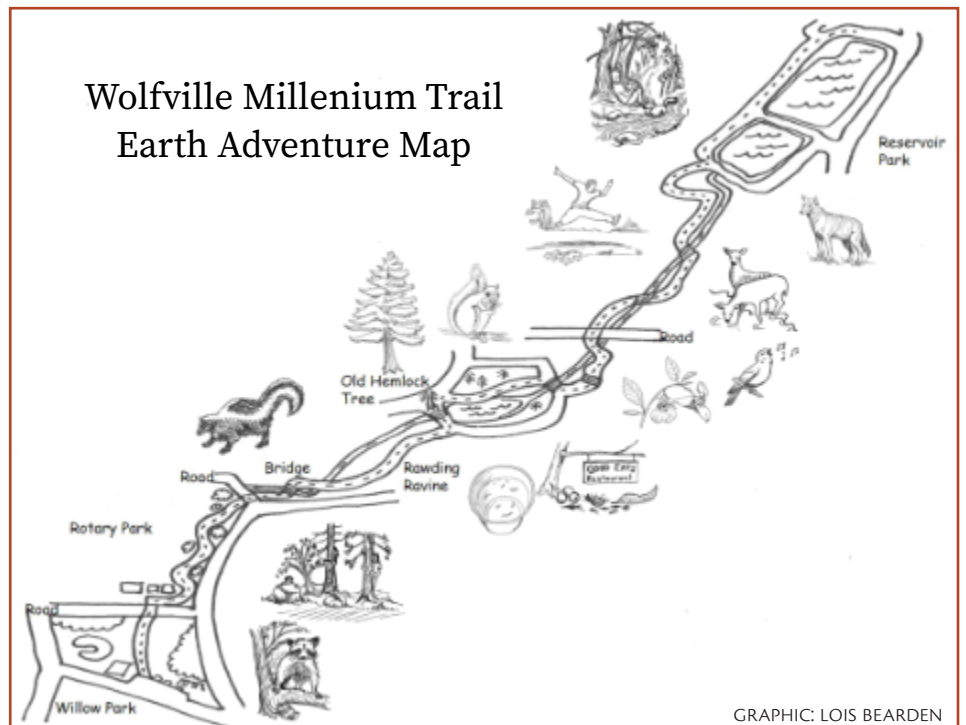 Wolfville Millenium Trail
Earth Adventure Map
Reservoir
Park
Road
Old Hemlock
Tree
Bridge
Road
Rawding
Ravine
Rotary Park
Road
Willow Park
GRAPHIC: LOIS BEARDEN